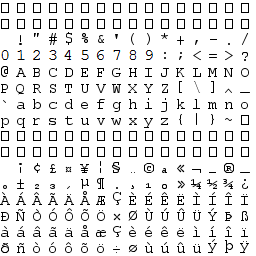 ! " # $ % & ' ( ) * + , - . /
0 1 2 3 4 5 6 7 8 9 : ; < = > ?
@ A B C D E F G H I J K L M N O
P Q R S T U V W X Y Z [ \ ] ^ _
` a b c d e f g h i j k l m n o
p q r s t u v w x y z { | } ~
¡ ¢ £ ¤ ¥ ¦ § ¨ © ª « ¬ - ® ¯
° ± ² ³ ´ µ ¶ · ¸ ¹ º » ¼ ½ ¾ ¿
À Á Â Ã Ä Å Æ Ç È É Ê Ë Ì Í Î Ï
Ð Ñ Ò Ó Ô Õ Ö × Ø Ù Ú Û Ü Ý Þ ß
à á â ã ä å æ ç è é ê ë ì í î ï
ð ñ ò ó ô õ ö ÷ ø ù ú û ü ý þ ÿ